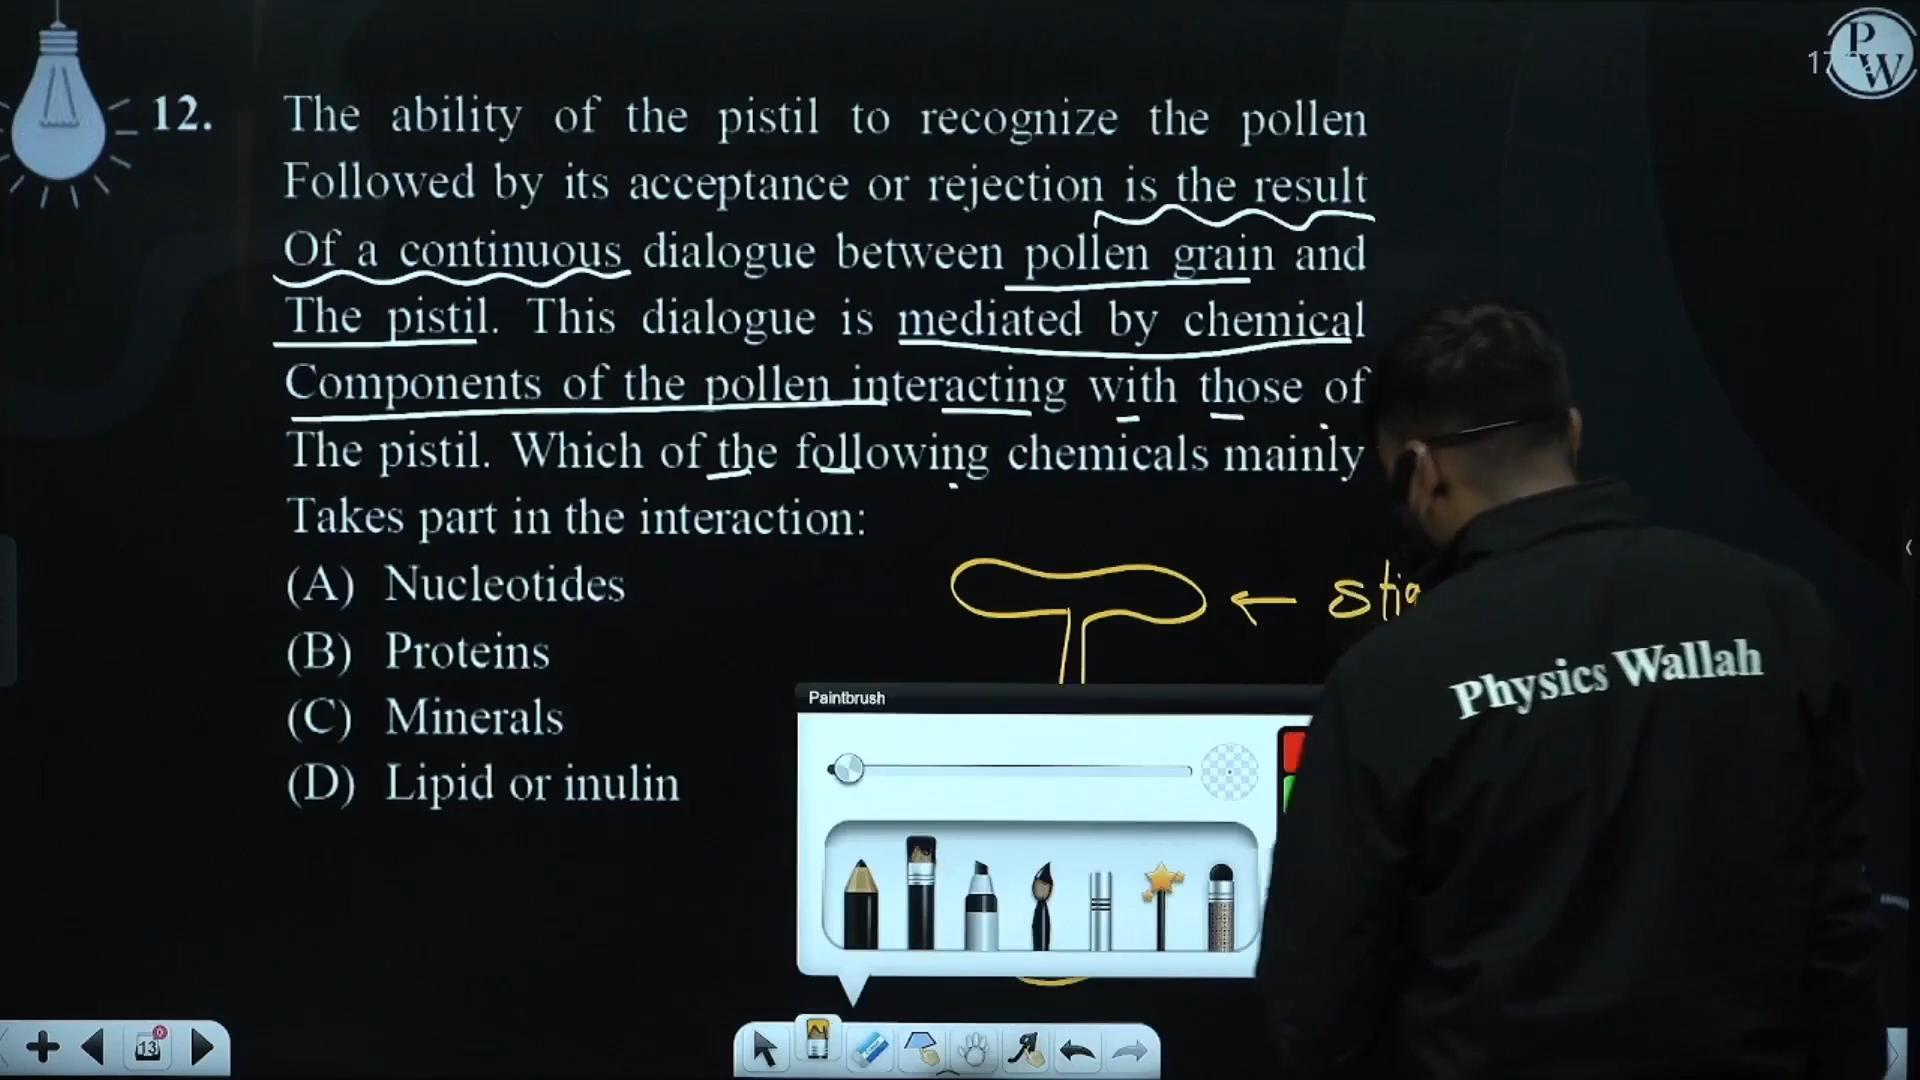 12. The ability of the pistil to recognize the pollen
Followed by its acceptance or rejection is the result
Of a continuous dialogue between pollen grain and
The pistil. This dialogue is mediated by chemical
Components of the pollen interacting with those of
The pistil. Which of the following chemicals mainly
Takes part in the interaction:
(A) Nucleotides
(B) Proteins
(C) Minerals
(D) Lipid or inulin
PW
Physics Wallah
Paintbrush
13
0